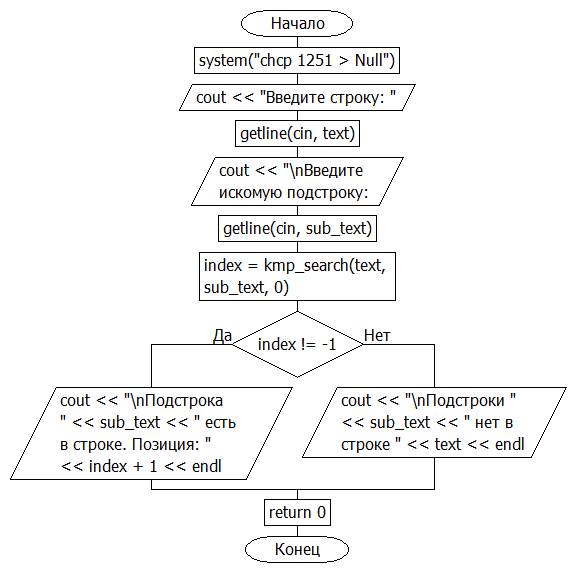 Начало
system("chcp 1251 > Null")
cout << "Введите строку: "
getline(cin, text)
cout << "\nВведите
искомую подстроку:
getline(cin, sub_text)
index = kmp_search(text,
sub_text, 0)
Да
index != -1
Нет
cout << "\nПодстрока
" << sub_text << " есть
в строке. Позиция: "
<< index + 1 << endl
cout << "\nПодстроки "
<< sub_text << " нет в
строке " << text << endl
return 0
Конец